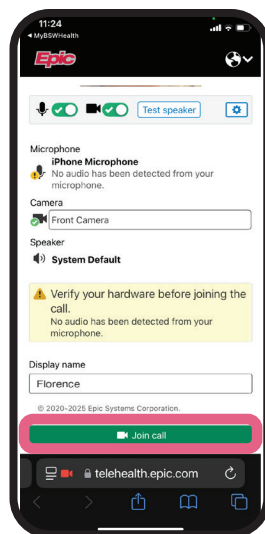 11:24
MyBSWHealth
Epic
Test speaker
Microphone
iPhone Microphone
No audio has been detected from your
microphone.
Camera
Front Camera
Speaker
System Default
Verify your hardware before joining the
call.
No audio has been detected from your
microphone.
Display name
Florence
© 2020-2025 Epic Systems Corporation.
Join call
telehealth.epic.com